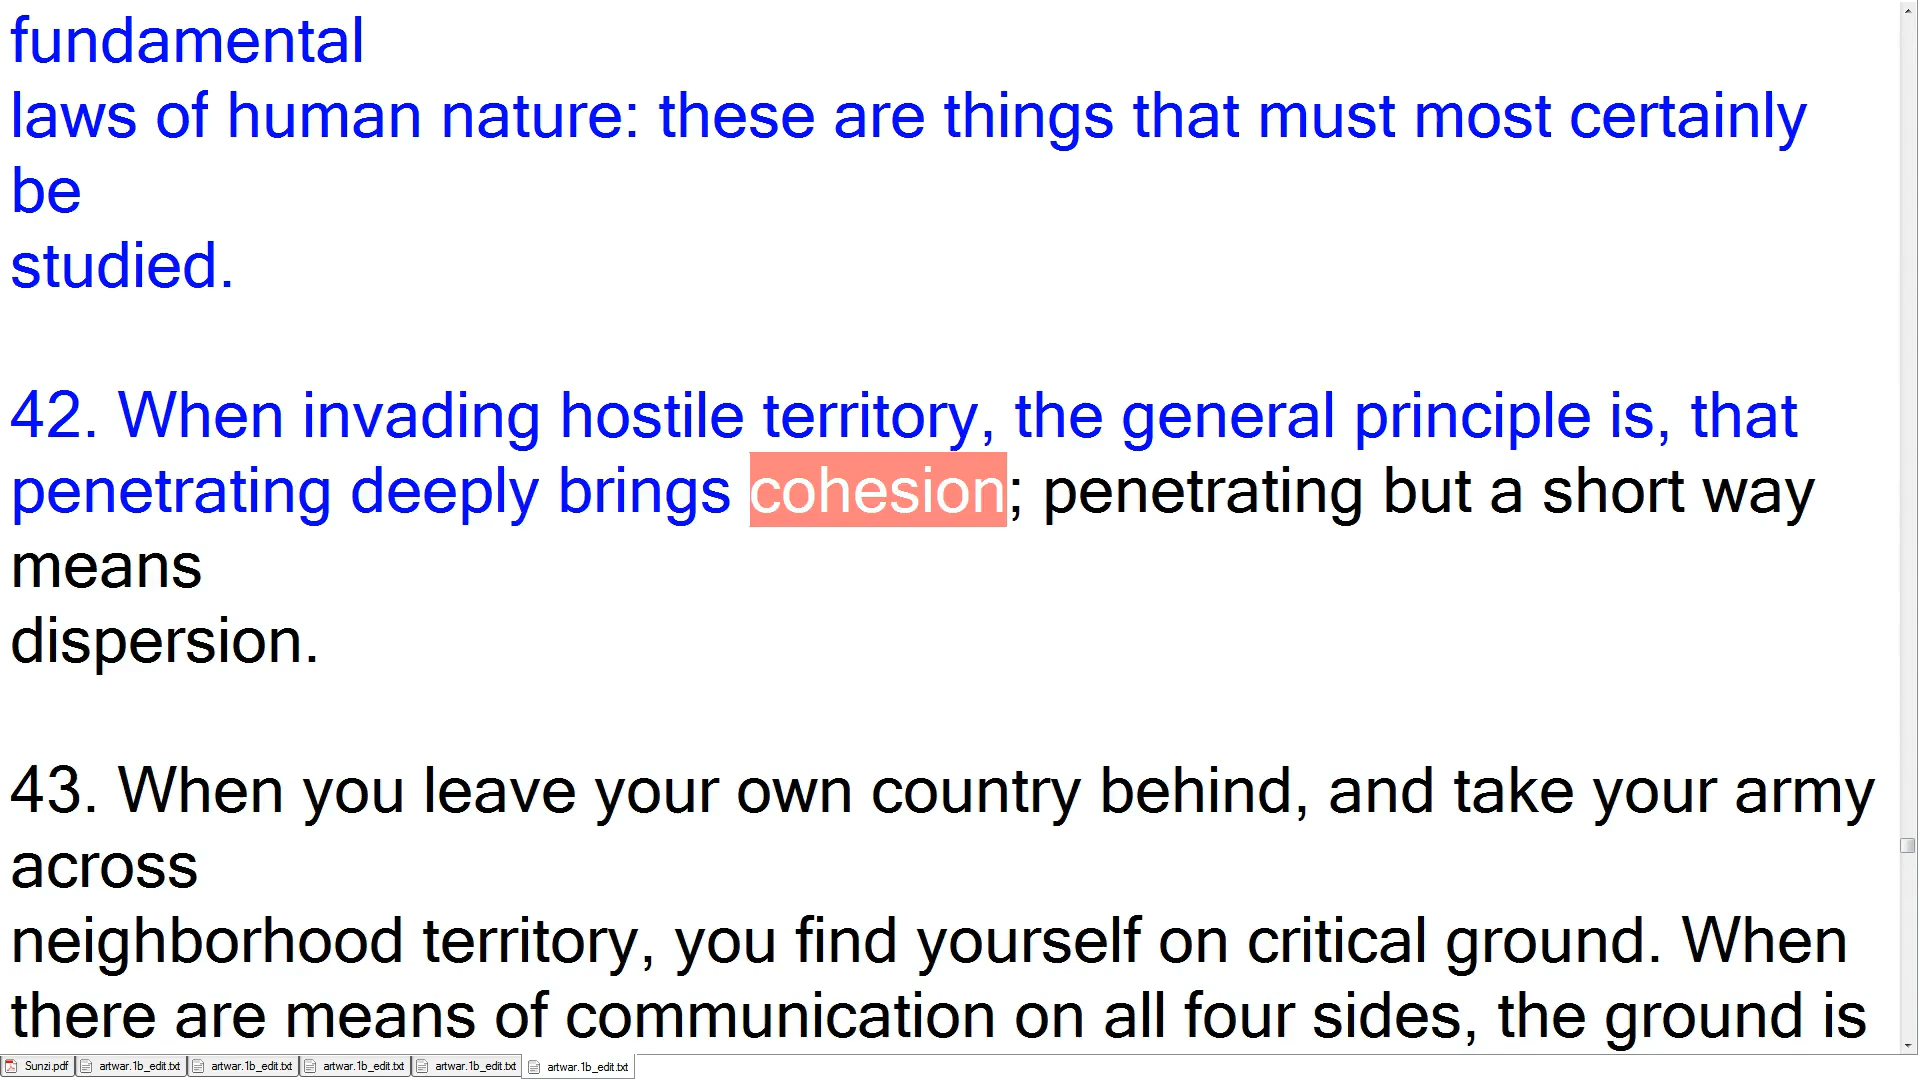 fundamental
laws of human nature: these are things that must most certainly
be
studied.
42. When invading hostile territory, the general principle is, that
penetrating deeply brings cohesion; penetrating but a short way
means
dispersion.
43. When you leave your own country behind, and take your army
across
neighborhood territory, you find yourself on critical ground. When
there are means of communication on all four sides, the ground is
Sunzi.pdf artwar.1b_edit.txt artwar.1b_edit.txt artwar.1b_edit.txt artwar.1b_edit.txt artwar.1b_edit.txt